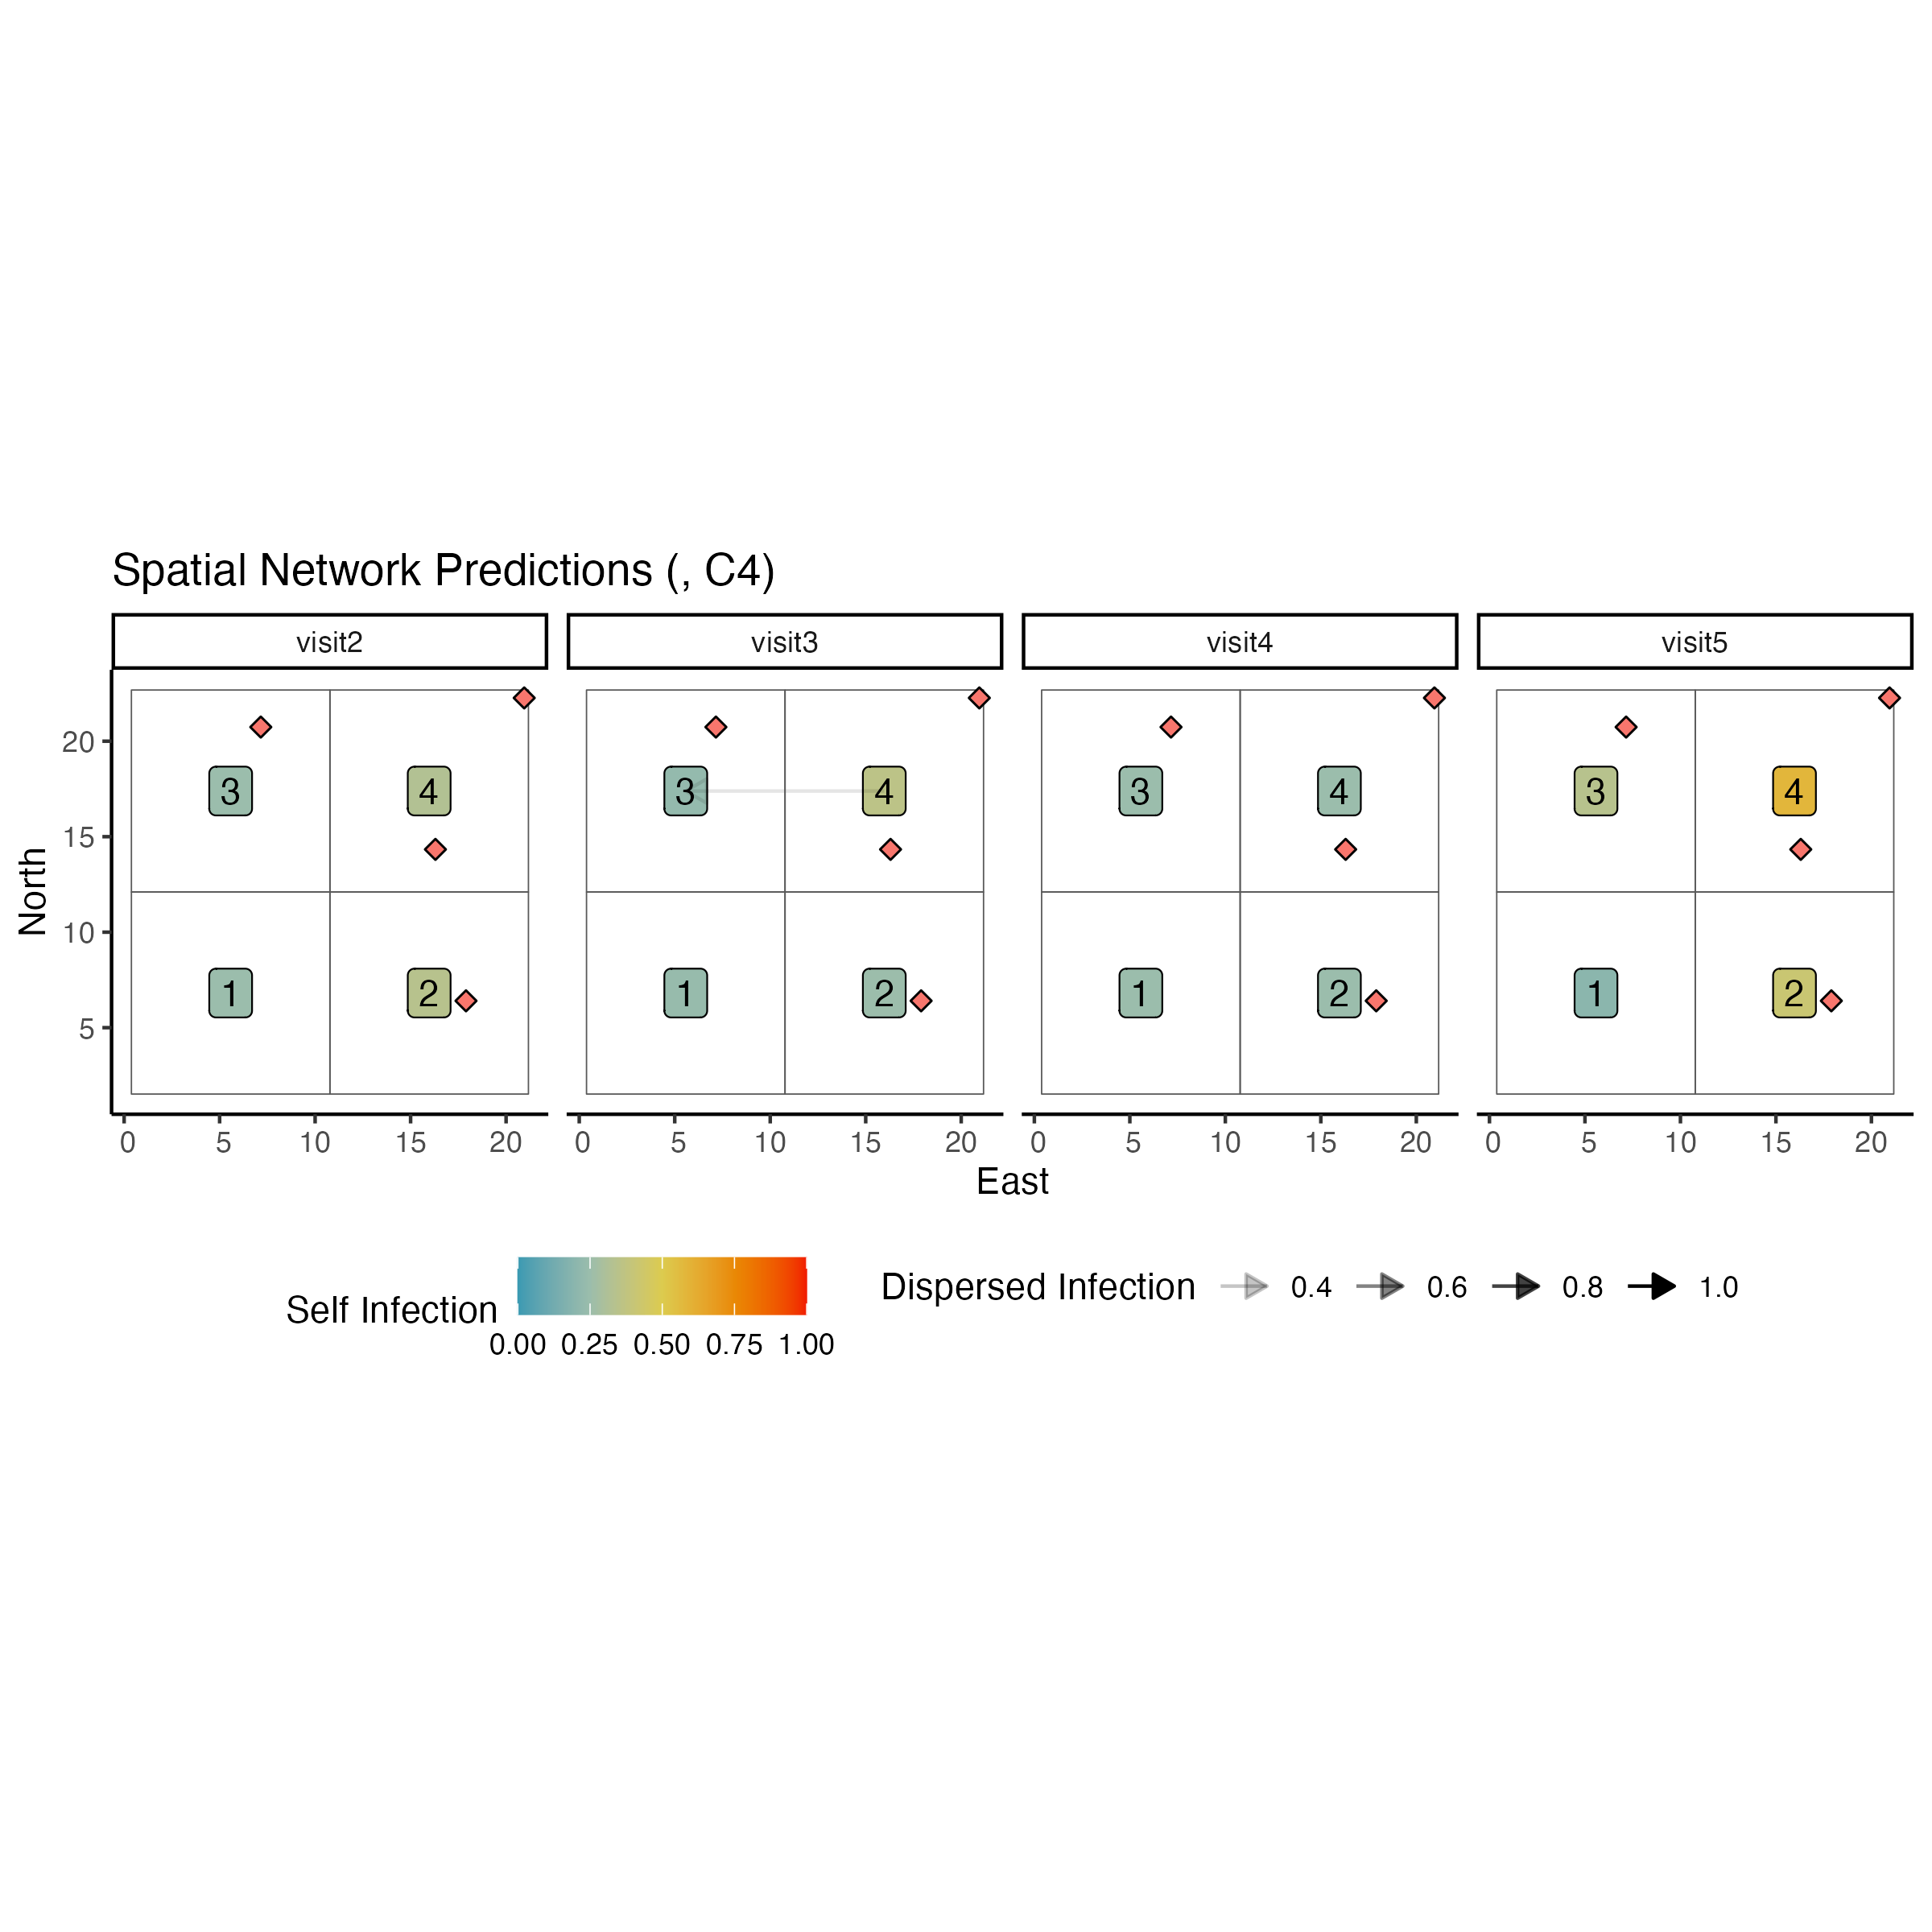 Spatial Network Predictions (, C4)
visit2 visit3 visit4 visit5
20
15
10
5
North
3 4 3 4 3 4 3 4
1 2 1 2 1 2 1 2
0 5 10 15 20 0 5 10 15 20 0 5 10 15 20 0 5 10 15 20
East
Self Infection
0.00 0.25 0.50 0.75 1.00
Dispersed Infection 0.4 0.6 0.8 1.0